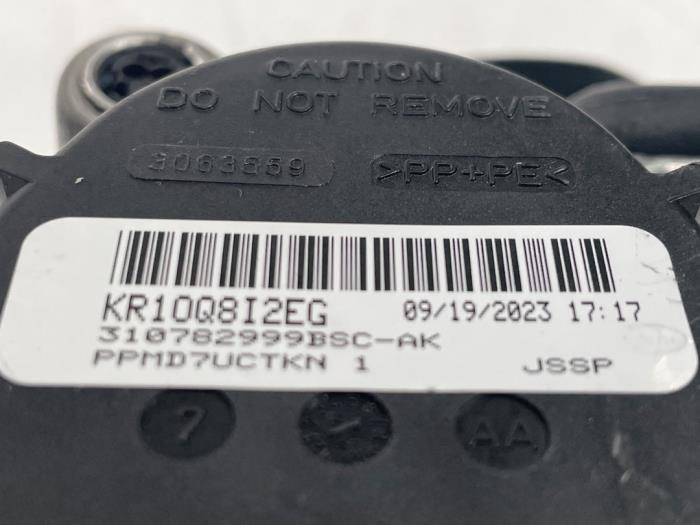 CAUTION
DO NOT REMOVE
3063859 >PP+PE<
KR10Q8I2EG 09/19/2023 17:17
310782999BSC-AK
PPMD7UCTKN 1 JSSP
7 AA